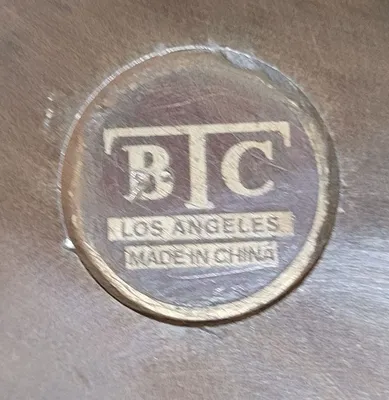 BTC
LOS ANGELES
MADE IN CHINA